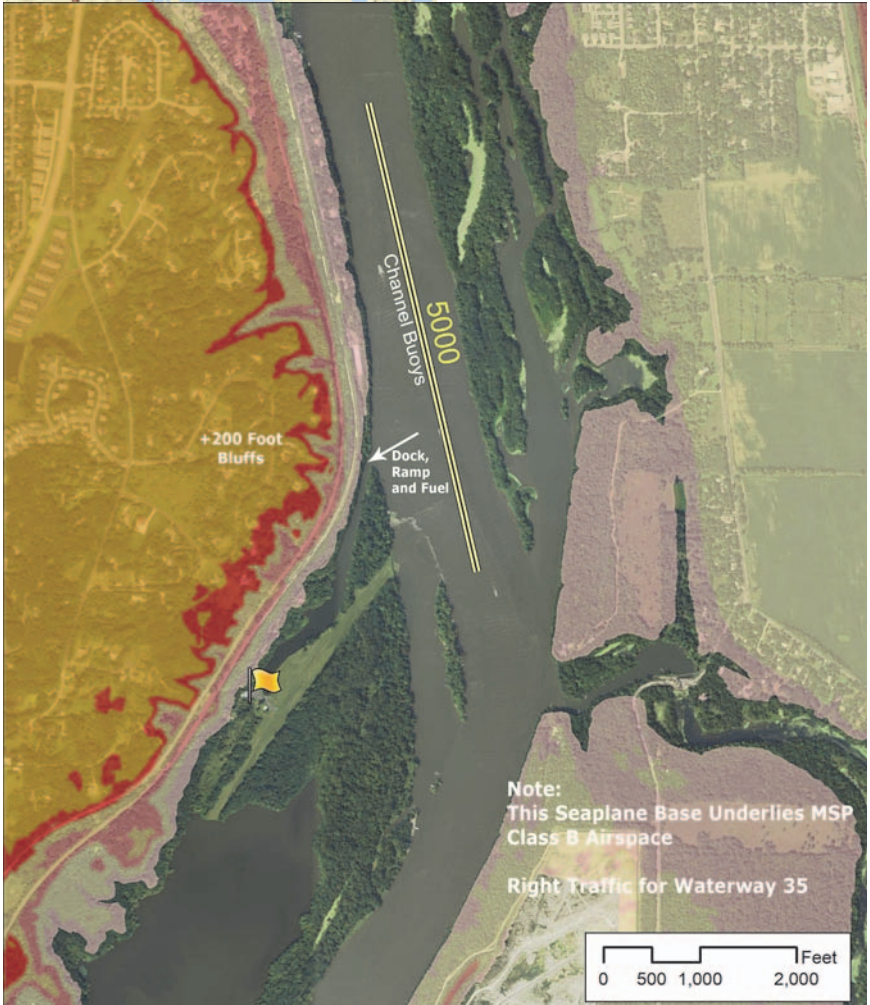 Channel Buoys
5000
+200 Foot
Bluffs
Dock,
Ramp
and Fuel
Note:
This Seaplane Base Underlies MSP
Class B Airspace
Right Traffic for Waterway 35
Feet
0 500 1,000 2,000